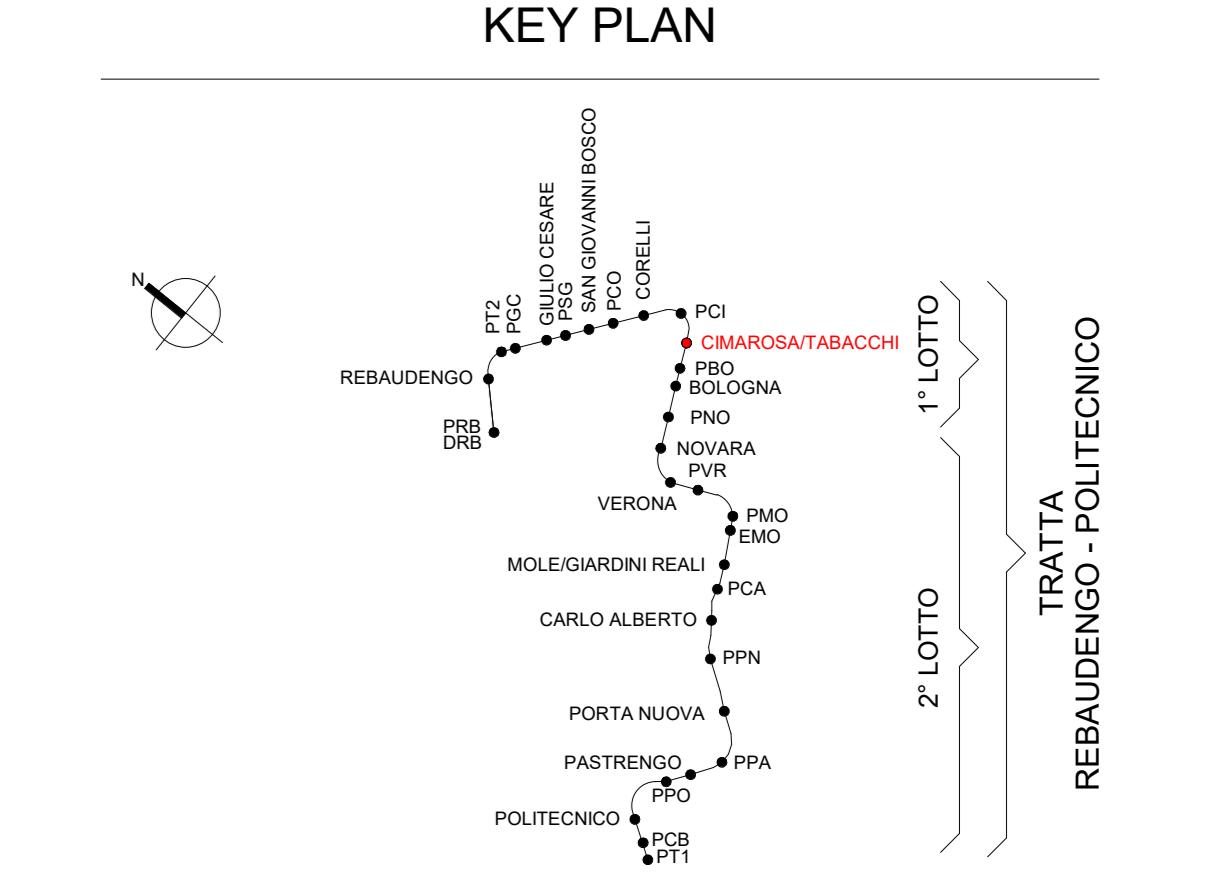 KEY PLAN
N
PT2
PGC
GIULIO CESARE
PSG
SAN GIOVANNI BOSCO
PCO
CORELLI
PCI
CIMAROSA/TABACCHI
REBAUDENGO
PBO
BOLOGNA
PRB
DRB
PNO
NOVARA
PVR
VERONA
PMO
EMO
MOLE/GIARDINI REALI
PCA
CARLO ALBERTO
PPN
PORTA NUOVA
PASTRENGO
PPA
PPO
POLITECNICO
PCB
PT1
1° LOTTO
2° LOTTO
TRATTA
REBAUDENGO - POLITECNICO